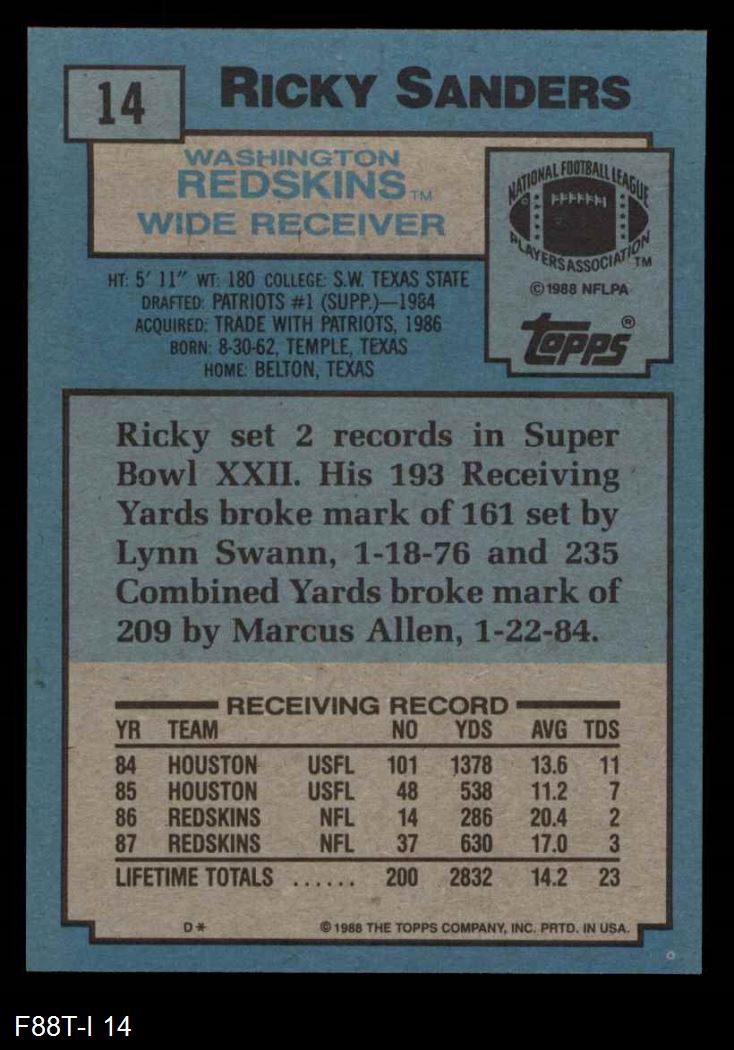 14
RICKY SANDERS
WASHINGTON
REDSKINS TM
WIDE RECEIVER
NATIONAL FOOTBALL LEAGUE
PLAYERS ASSOCIATION TM
© 1988 NFLPA
topps ®
HT: 5' 11" WT: 180 COLLEGE: S.W. TEXAS STATE
DRAFTED: PATRIOTS #1 (SUPP.)—1984
ACQUIRED: TRADE WITH PATRIOTS, 1986
BORN: 8-30-62, TEMPLE, TEXAS
HOME: BELTON, TEXAS
Ricky set 2 records in Super
Bowl XXII. His 193 Receiving
Yards broke mark of 161 set by
Lynn Swann, 1-18-76 and 235
Combined Yards broke mark of
209 by Marcus Allen, 1-22-84.
RECEIVING RECORD
YR TEAM NO YDS AVG TDS
84 HOUSTON USFL 101 1378 13.6 11
85 HOUSTON USFL 48 538 11.2 7
86 REDSKINS NFL 14 286 20.4 2
87 REDSKINS NFL 37 630 17.0 3
LIFETIME TOTALS ...... 200 2832 14.2 23
D*
© 1988 THE TOPPS COMPANY, INC. PRTD. IN USA.
F88T-I 14